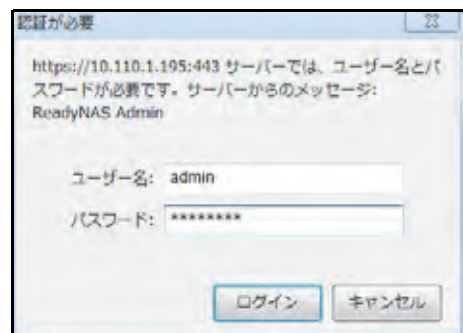 認証が必要
https://10.110.1.195:443 サーバーでは、ユーザー名とパ
スワードが必要です。サーバーからのメッセージ:
ReadyNAS Admin
ユーザー名: admin
パスワード: ********
ログイン キャンセル